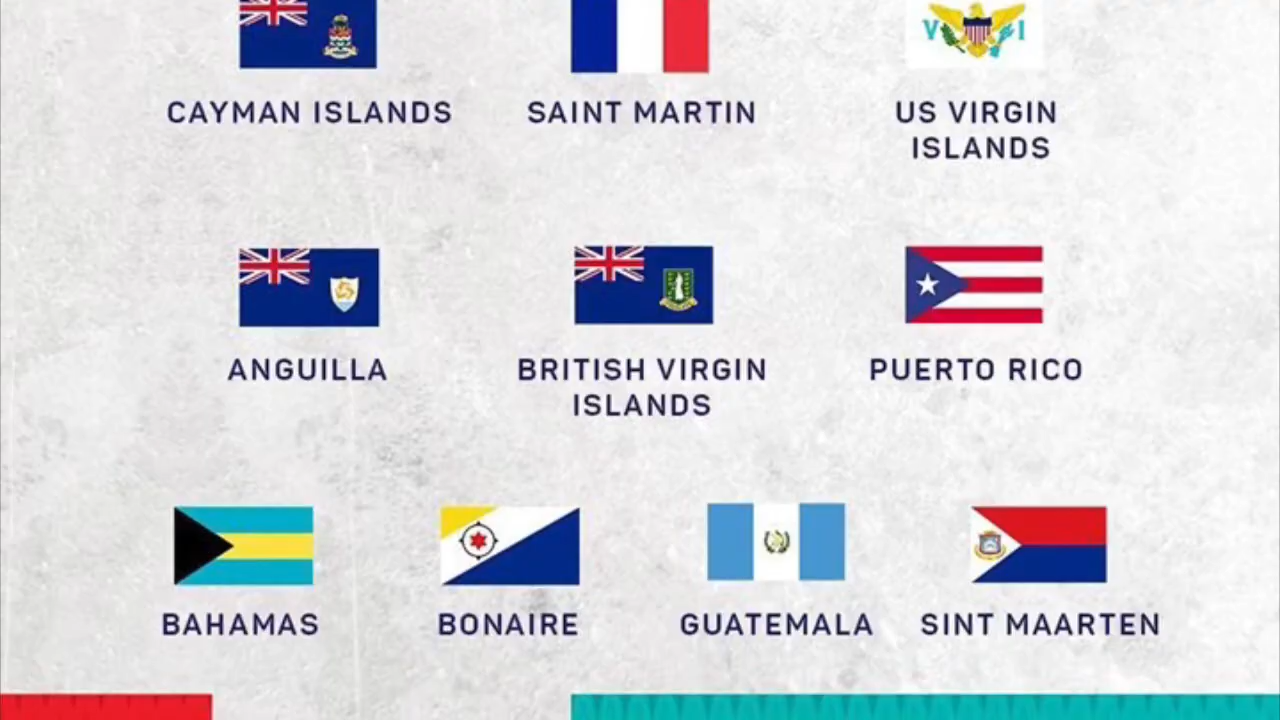 V I
CAYMAN ISLANDS
SAINT MARTIN
US VIRGIN
ISLANDS
ANGUILLA
BRITISH VIRGIN
ISLANDS
PUERTO RICO
BAHAMAS
BONAIRE
GUATEMALA
SINT MAARTEN